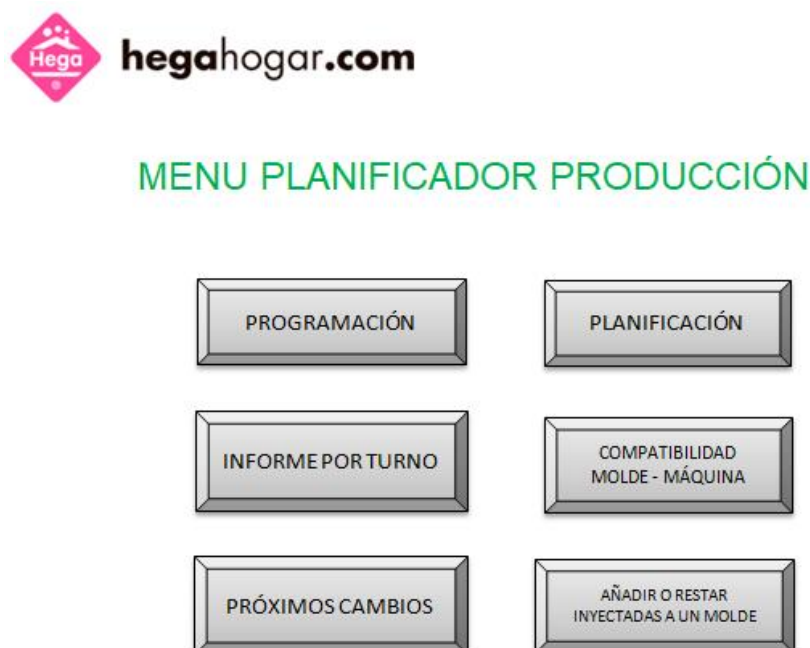 Hega
hegahogar.com
MENU PLANIFICADOR PRODUCCIÓN
PROGRAMACIÓN
PLANIFICACIÓN
INFORME POR TURNO
COMPATIBILIDAD
MOLDE - MÁQUINA
PRÓXIMOS CAMBIOS
AÑADIR O RESTAR
INYECTADAS A UN MOLDE